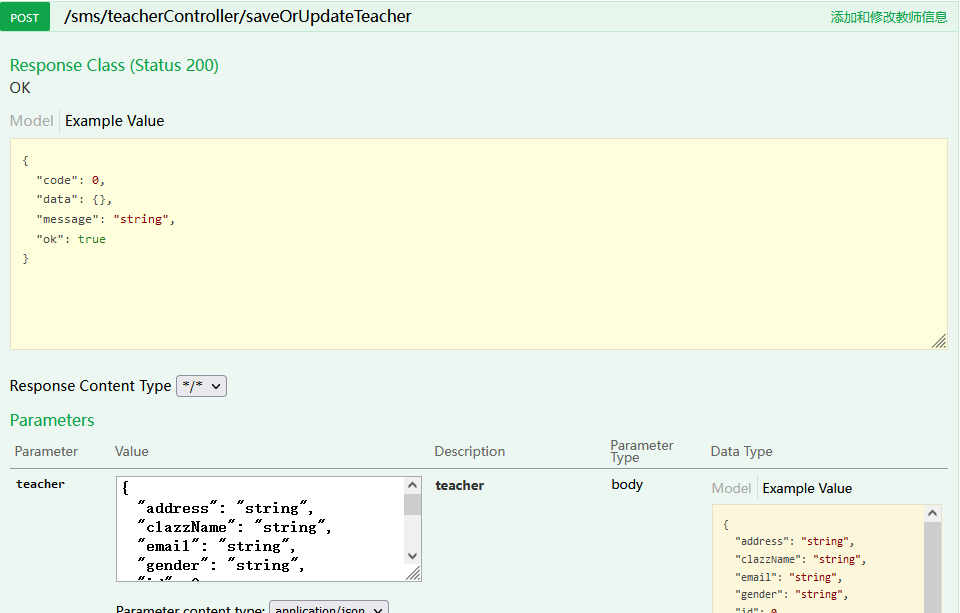 POST /sms/teacherController/saveOrUpdateTeacher 添加和修改教师信息
Response Class (Status 200)
OK
Model Example Value
{
"code": 0,
"data": {},
"message": "string",
"ok": true
}
Response Content Type */*
Parameters
Parameter Value Description Parameter Type Data Type
teacher
{
"address": "string",
"clazzName": "string",
"email": "string",
"gender": "string",
"id": 0
Parameter content type: application/json
teacher
body
Model Example Value
{
"address": "string",
"clazzName": "string",
"email": "string",
"gender": "string",
"id": 0